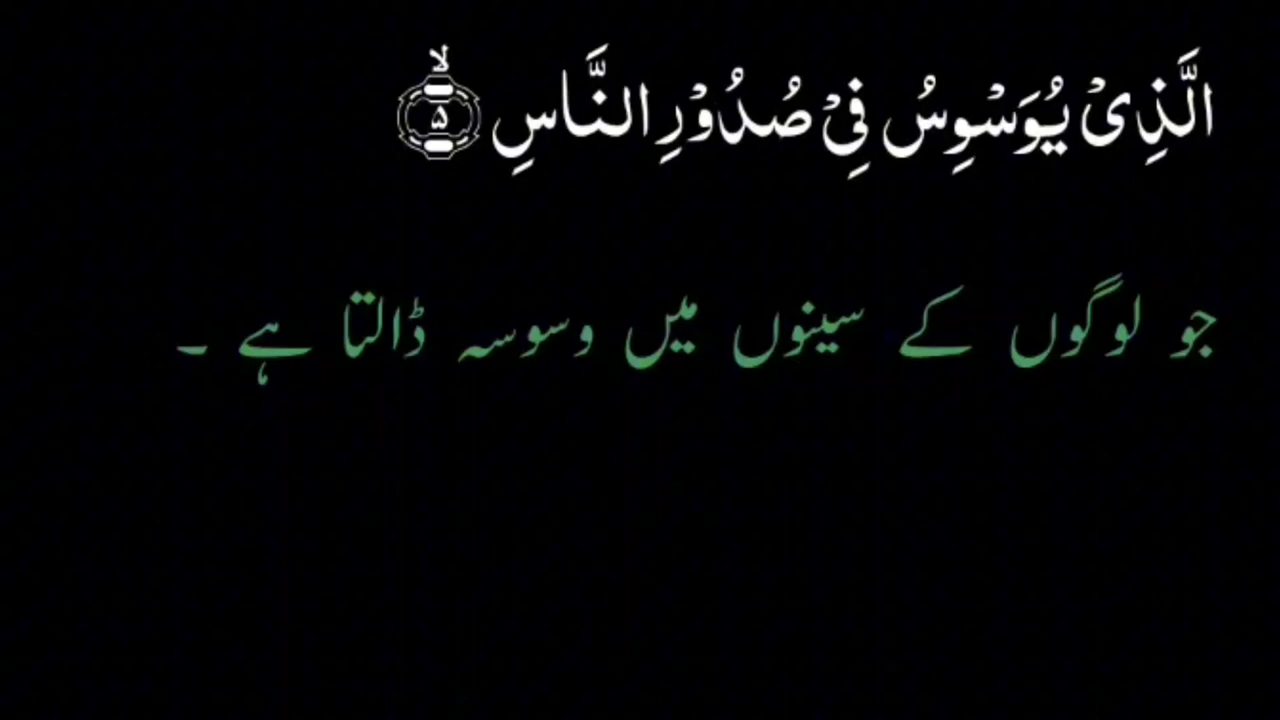 الَّذِىْ يُوَسْوِسُ فِىْ صُدُوْرِ النَّاسِ ۙ‏ ﴿۵﴾
جو لوگوں کے سینوں میں وسوسہ ڈالتا ہے ۔